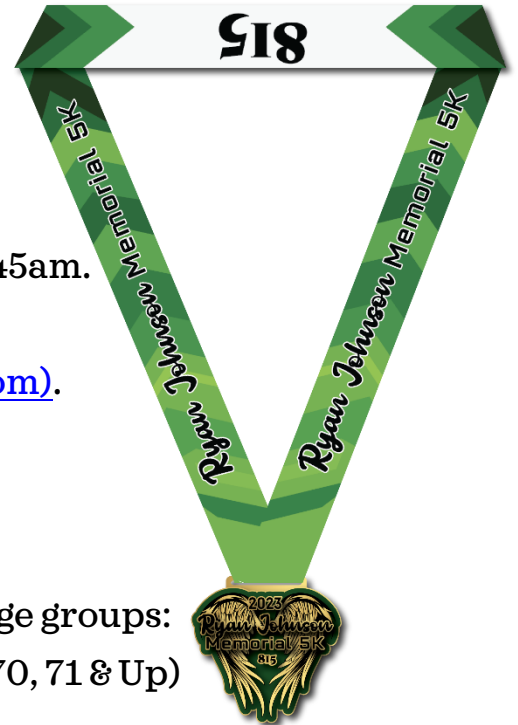 815
Ryan Johnson Memorial 5K
Ryan Johnson Memorial 5K
45am.
om).
ge groups:
70, 71 & Up)
2023
Ryan Johnson
Memorial 5K
815